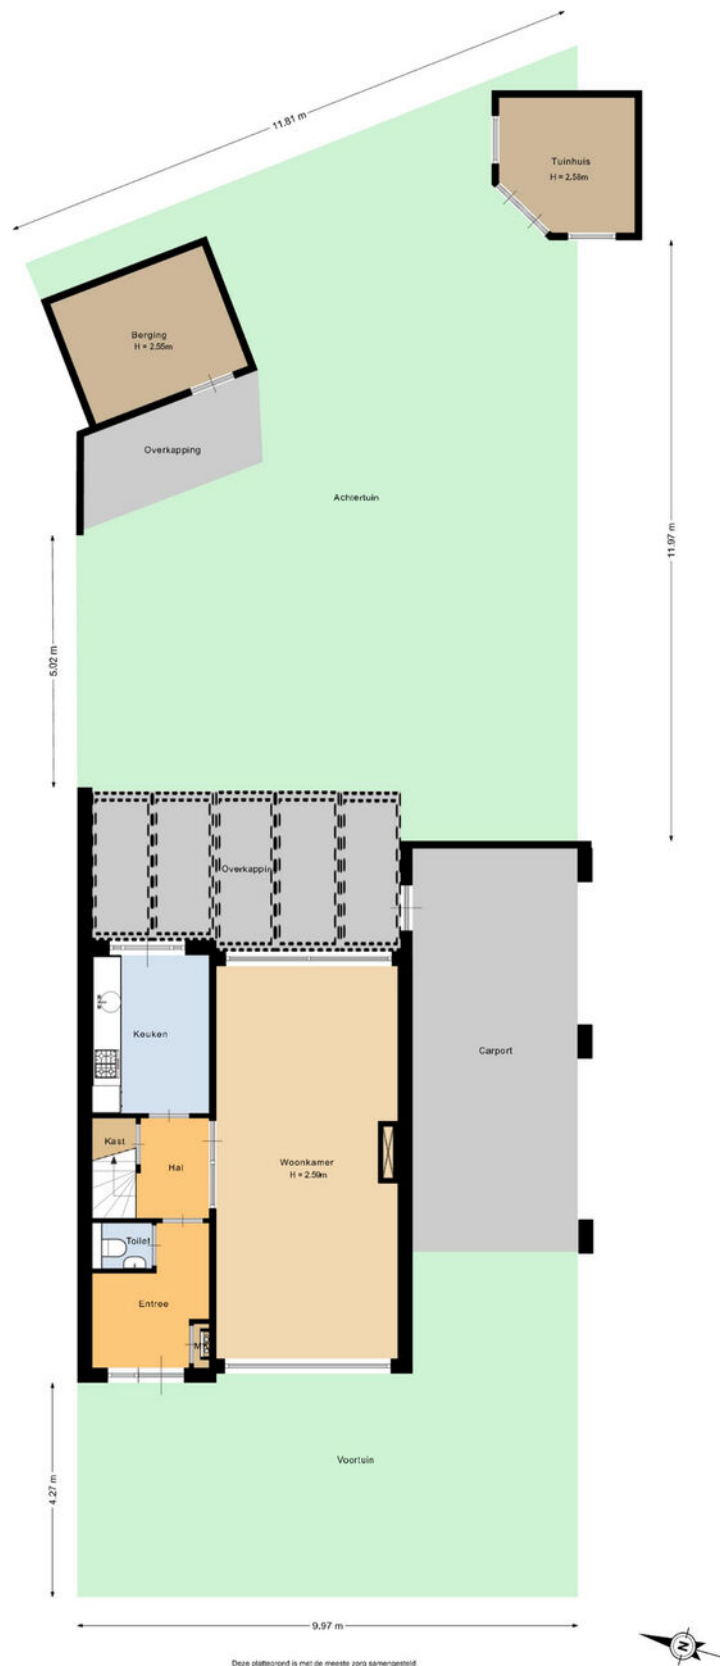 11.81 m
Tuinhuis
H = 2.58m
Berging
H = 2.55m
Overkapping
Achtertuin
11.97 m
5.02 m
Overkappin
Keuken
Carport
Kast
Hal
Woonkamer
H = 2.59m
Toilet
Entree
Voortuin
4.27 m
9.97 m
N
Deze plattegrond is met de meeste zorg samengesteld.